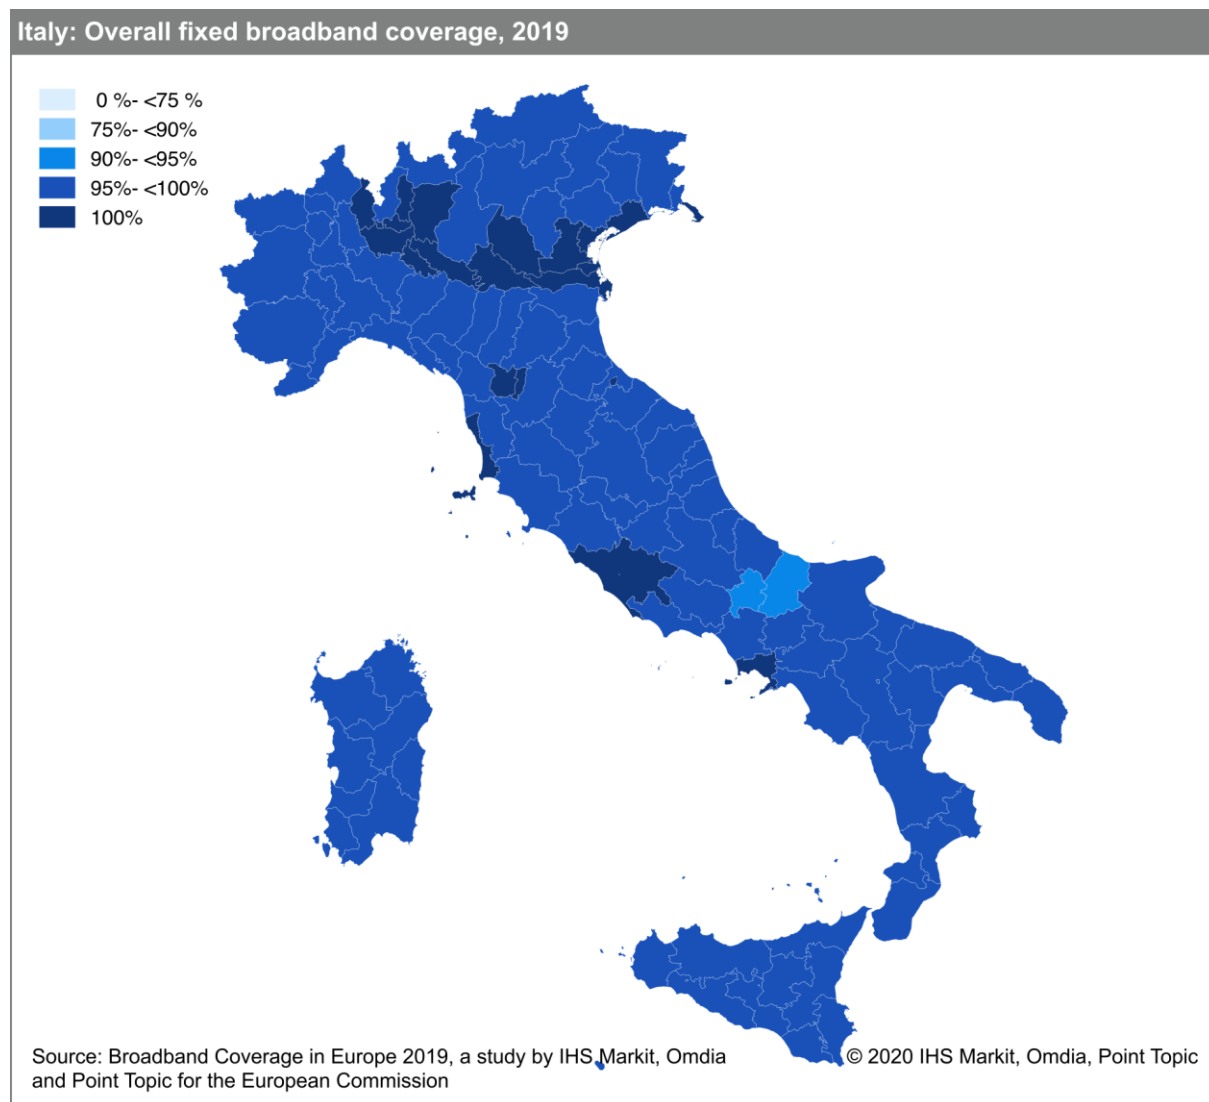 Italy: Overall fixed broadband coverage, 2019
0 %- <75 %
75%- <90%
90%- <95%
95%- <100%
100%
Source: Broadband Coverage in Europe 2019, a study by IHS Markit, Omdia
and Point Topic for the European Commission
© 2020 IHS Markit, Omdia, Point Topic